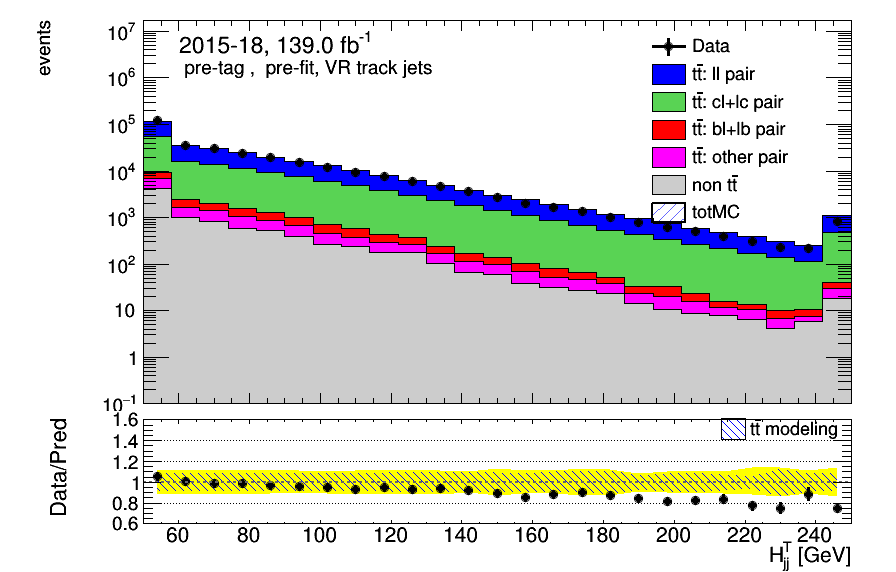 events
10⁷
10⁶
10⁵
10⁴
10³
10²
10
1
10⁻¹
2015-18, 139.0 fb⁻¹
pre-tag , pre-fit, VR track jets
Data
tt̄: ll pair
tt̄: cl+lc pair
tt̄: bl+lb pair
tt̄: other pair
non tt̄
totMC
Data/Pred
1.6
1.4
1.2
1
0.8
0.6
tt̄ modeling
60 80 100 120 140 160 180 200 220 240
H_jj^T [GeV]